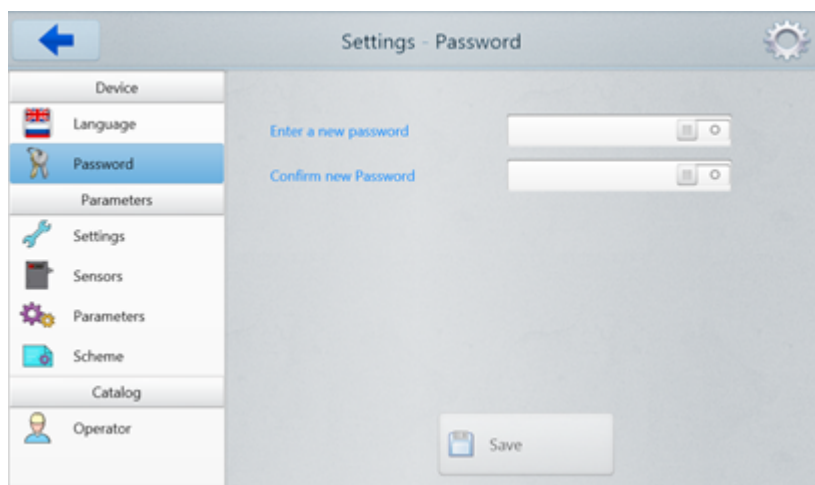 Settings - Password
Device
Language
Password
Parameters
Settings
Sensors
Parameters
Scheme
Catalog
Operator
Enter a new password
Confirm new Password
Save